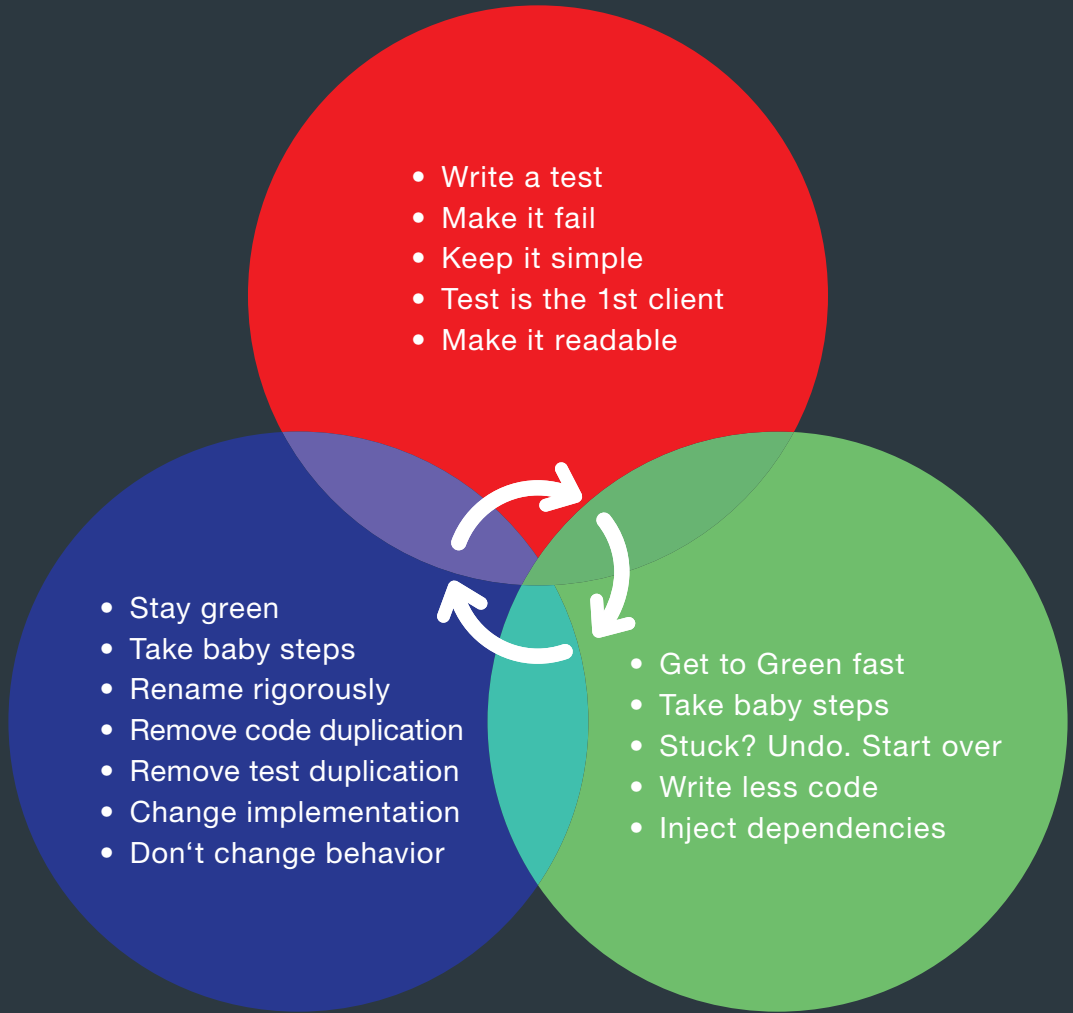 • Write a test
• Make it fail
• Keep it simple
• Test is the 1st client
• Make it readable
• Stay green
• Take baby steps
• Rename rigorously
• Remove code duplication
• Remove test duplication
• Change implementation
• Don‘t change behavior
• Get to Green fast
• Take baby steps
• Stuck? Undo. Start over
• Write less code
• Inject dependencies